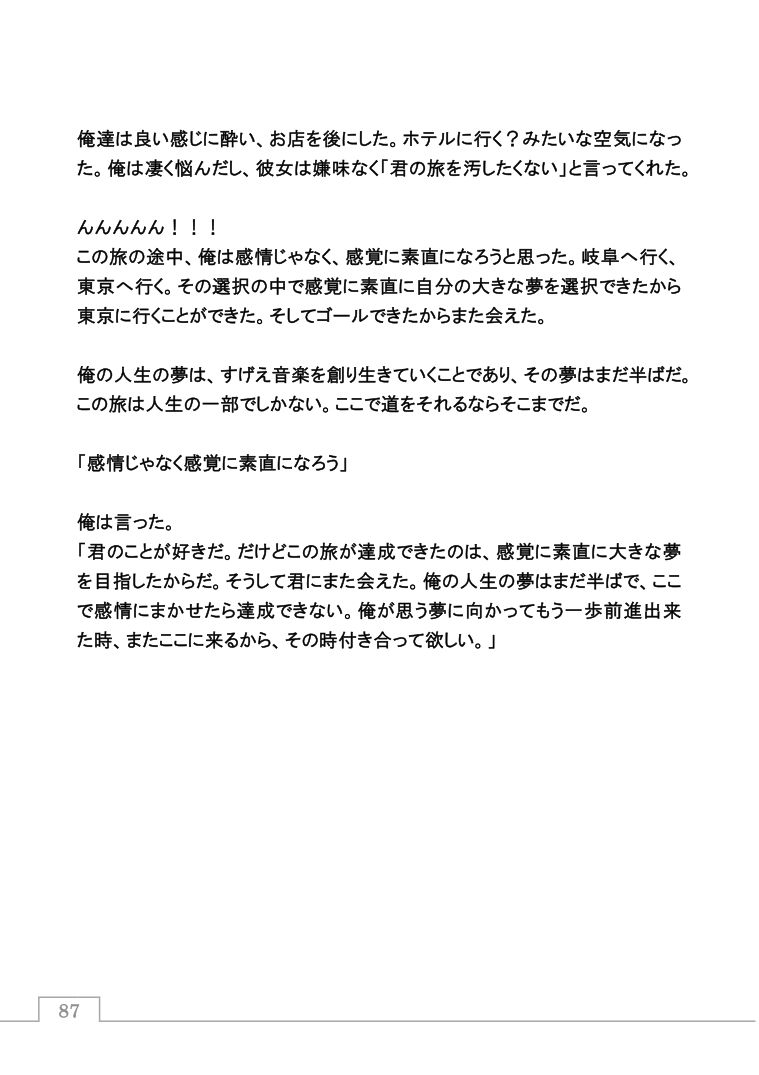 俺達は良い感じに酔い、お店を後にした。ホテルに行く？みたいな空気になっ
た。俺は凄く悩んだし、彼女は嫌味なく「君の旅を汚したくない」と言ってくれた。
んんんんん！！！
この旅の途中、俺は感情じゃなく、感覚に素直になろうと思った。岐阜へ行く、
東京へ行く。その選択の中で感覚に素直に自分の大きな夢を選択できたから
東京に行くことができた。そしてゴールできたからまた会えた。
俺の人生の夢は、すげえ音楽を創り生きていくことであり、その夢はまだ半ばだ。
この旅は人生の一部でしかない。ここで道をそれるならそこまでだ。
「感情じゃなく感覚に素直になろう」
俺は言った。
「君のことが好きだ。だけどこの旅が達成できたのは、感覚に素直に大きな夢
を目指したからだ。そうして君にまた会えた。俺の人生の夢はまだ半ばで、ここ
で感情にまかせたら達成できない。俺が思う夢に向かってもう一歩前進出来
た時、またここに来るから、その時付き合って欲しい。」
87